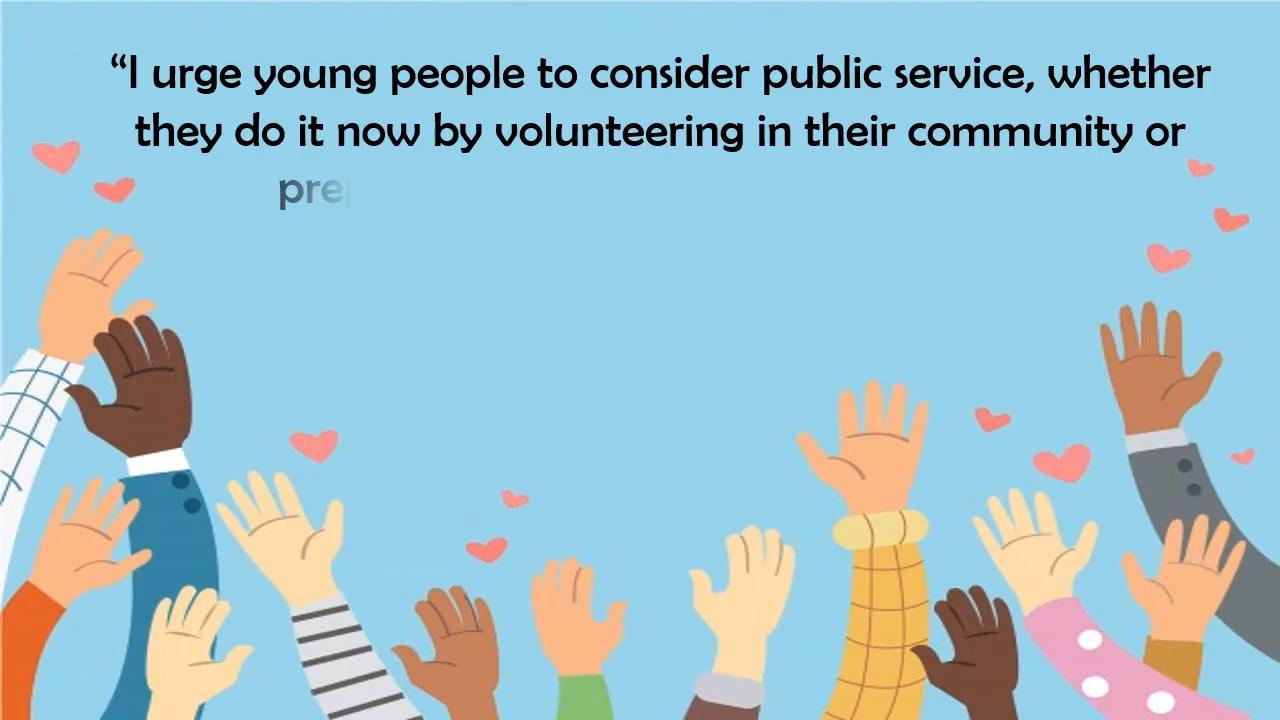 “I urge young people to consider public service, whether
they do it now by volunteering in their community or